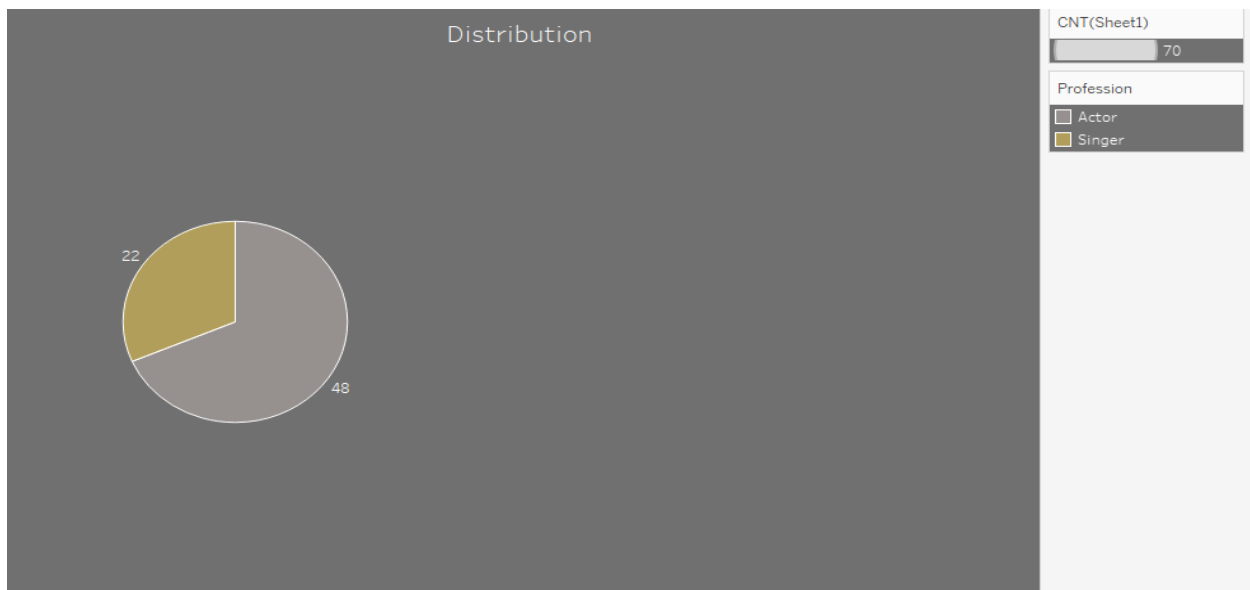 Distribution
22
48
CNT(Sheet1)
70
Profession
Actor
Singer